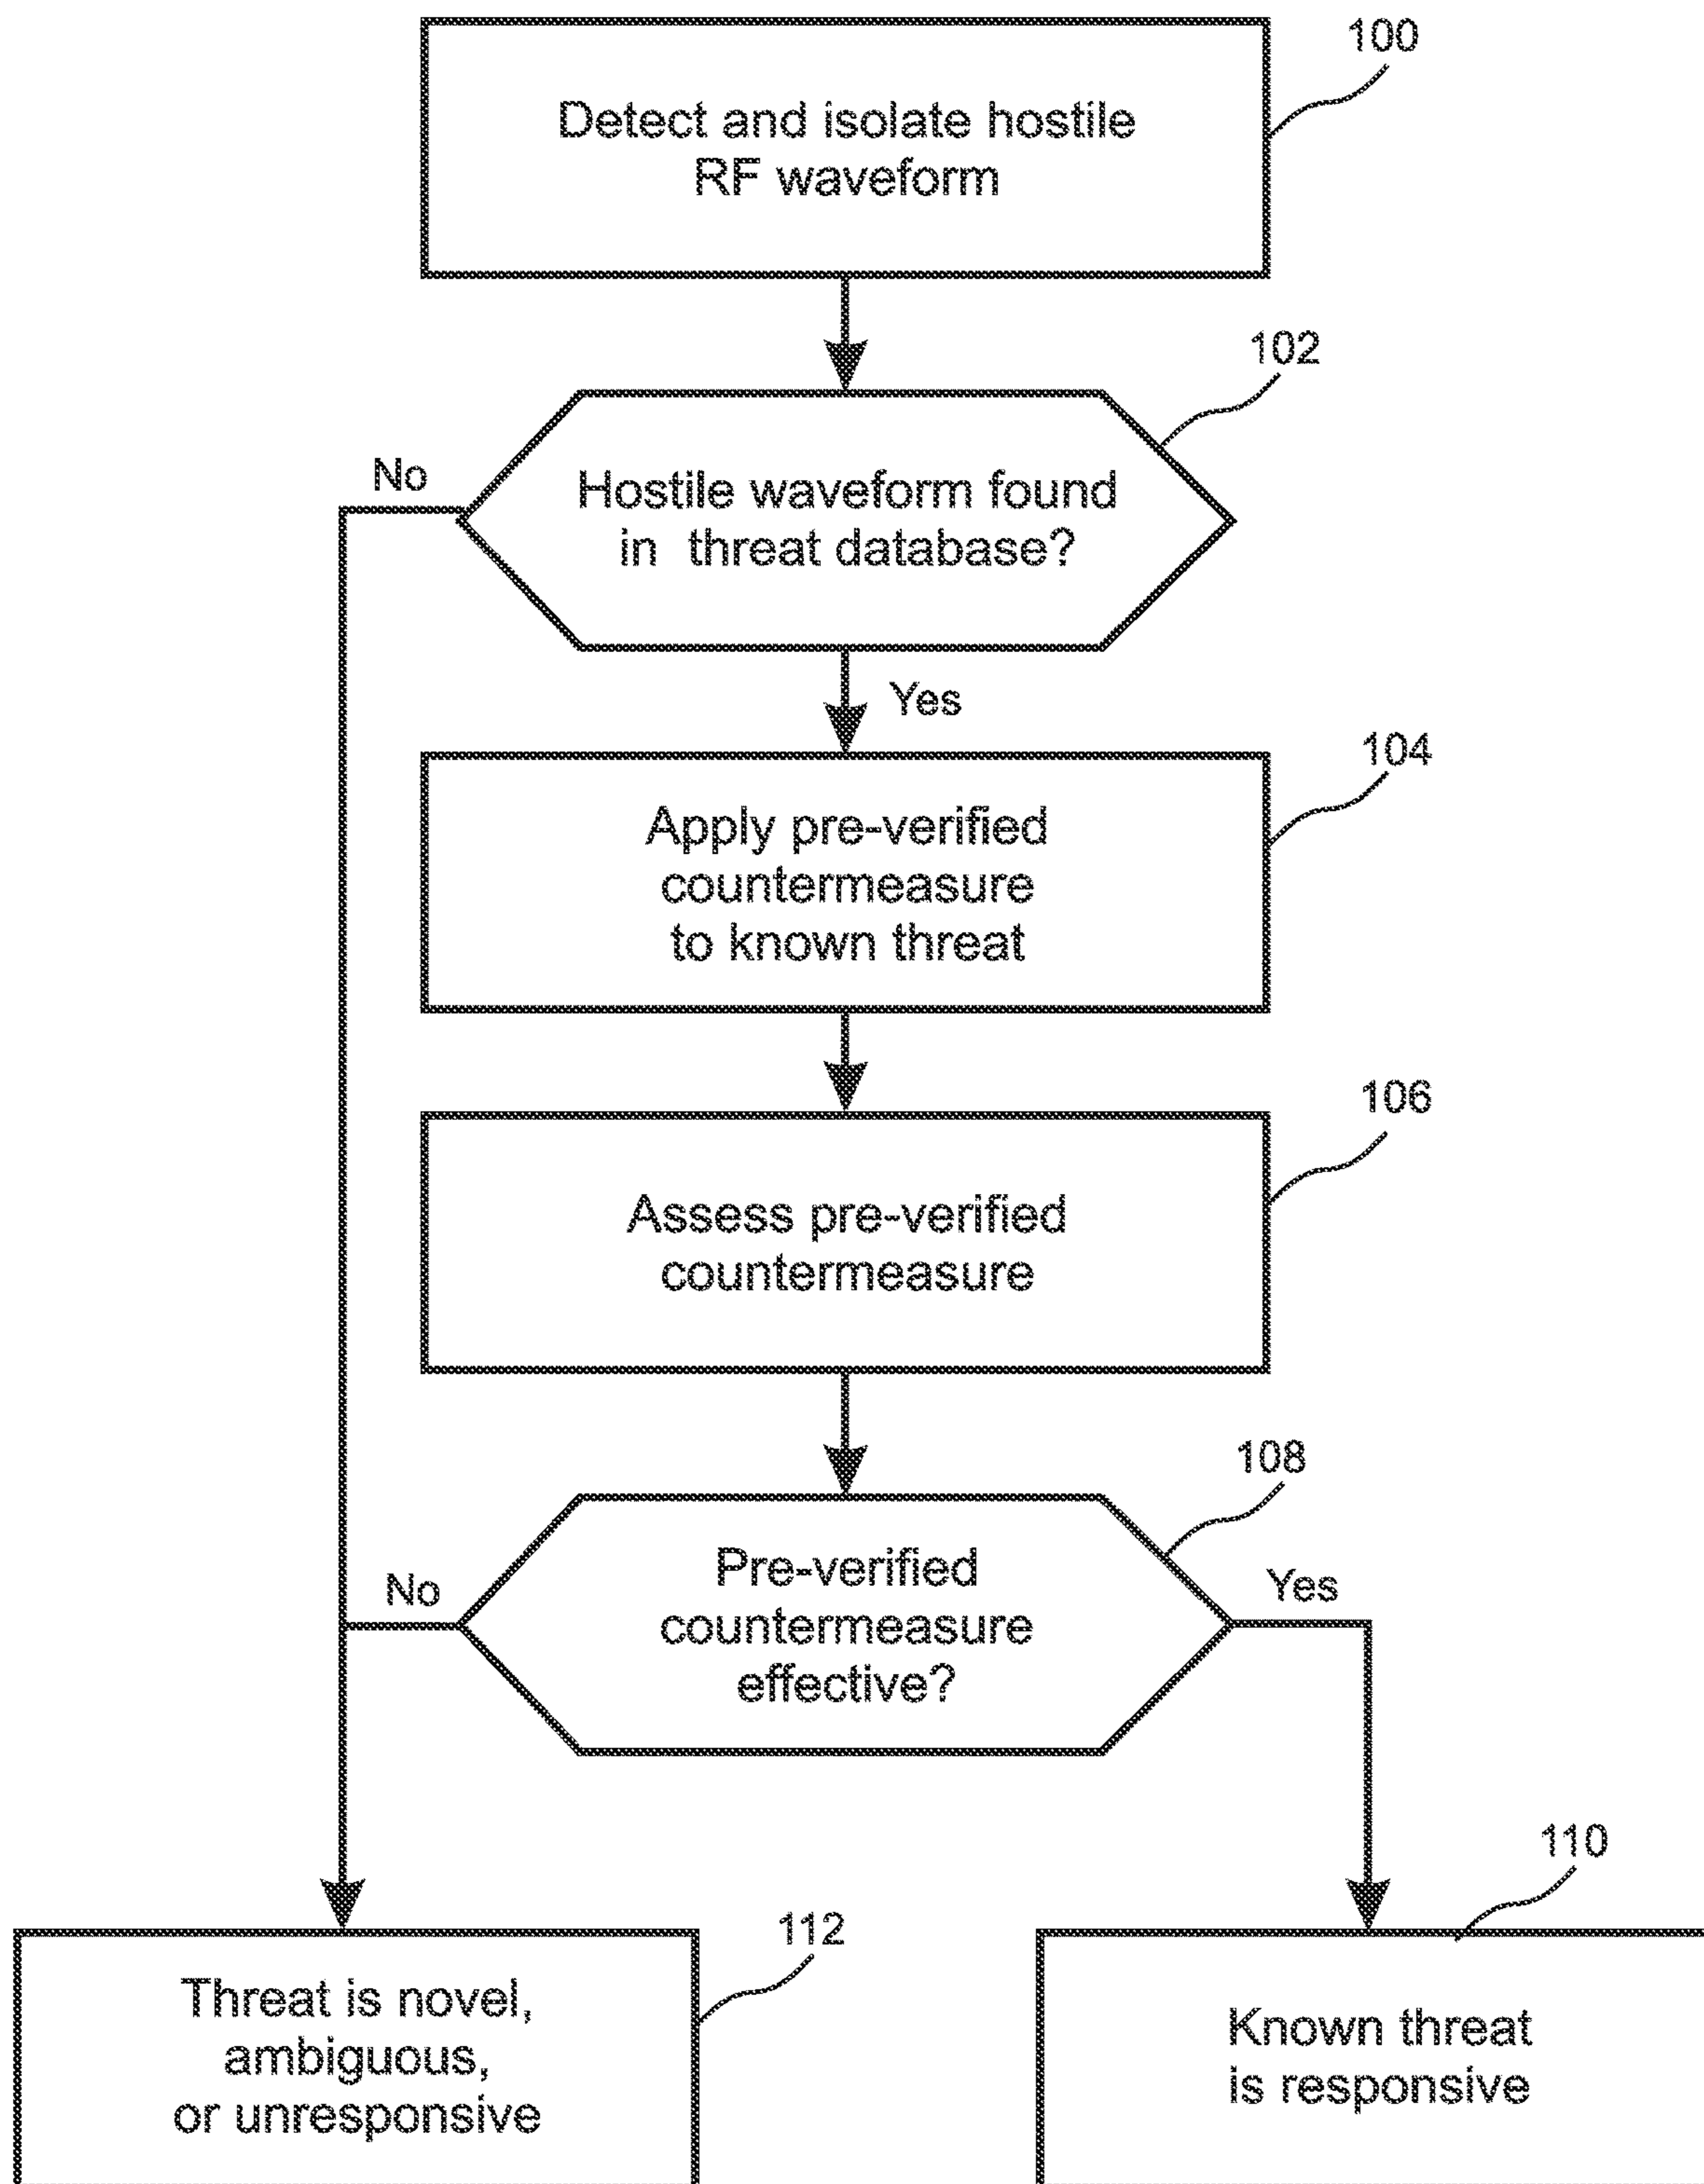 100
Detect and isolate hostile
RF waveform
102
No
Hostile waveform found
in threat database?
Yes
104
Apply pre-verified
countermeasure
to known threat
106
Assess pre-verified
countermeasure
108
No
Pre-verified
countermeasure
effective?
Yes
110
112
Threat is novel,
ambiguous,
or unresponsive
Known threat
is responsive